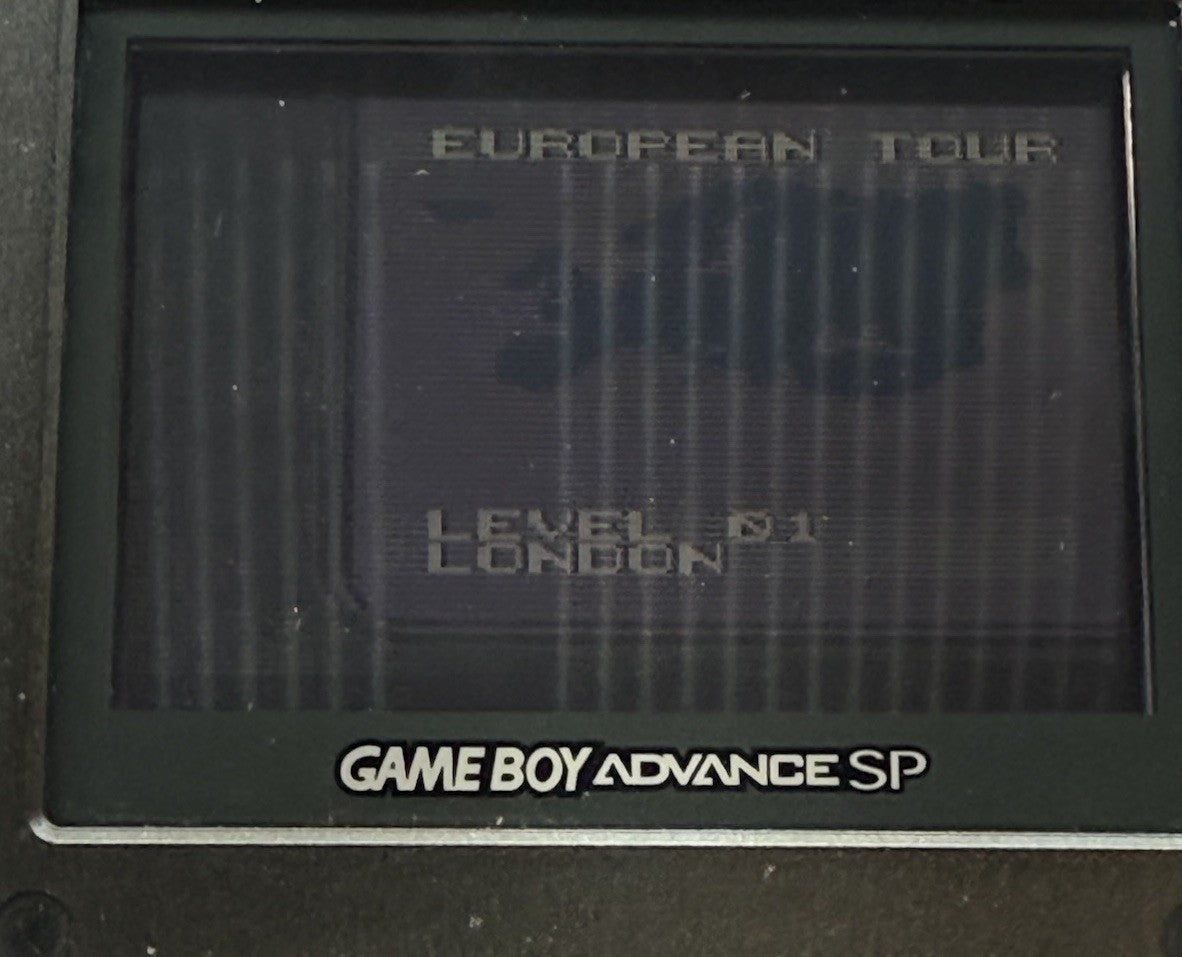 EUROPEAN TOUR
LEVEL 01
LONDON
GAME BOY ADVANCE SP